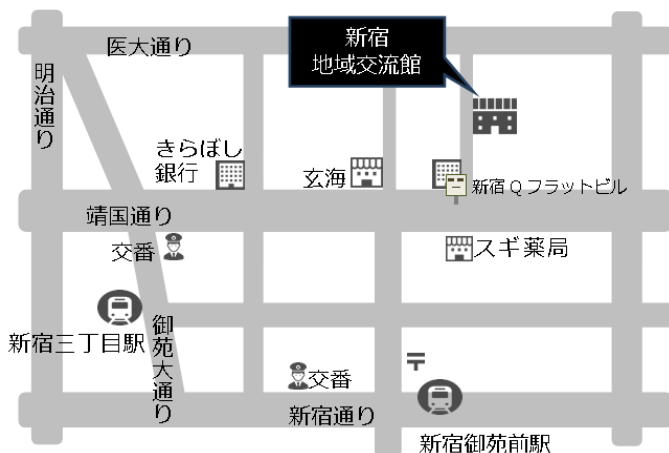 医大通り
新宿
地域交流館
明治通り
きらぼし
銀行
玄海
新宿Qフラットビル
靖国通り
交番
スギ薬局
新宿三丁目駅
御苑大通り
〒
交番
新宿通り
新宿御苑前駅